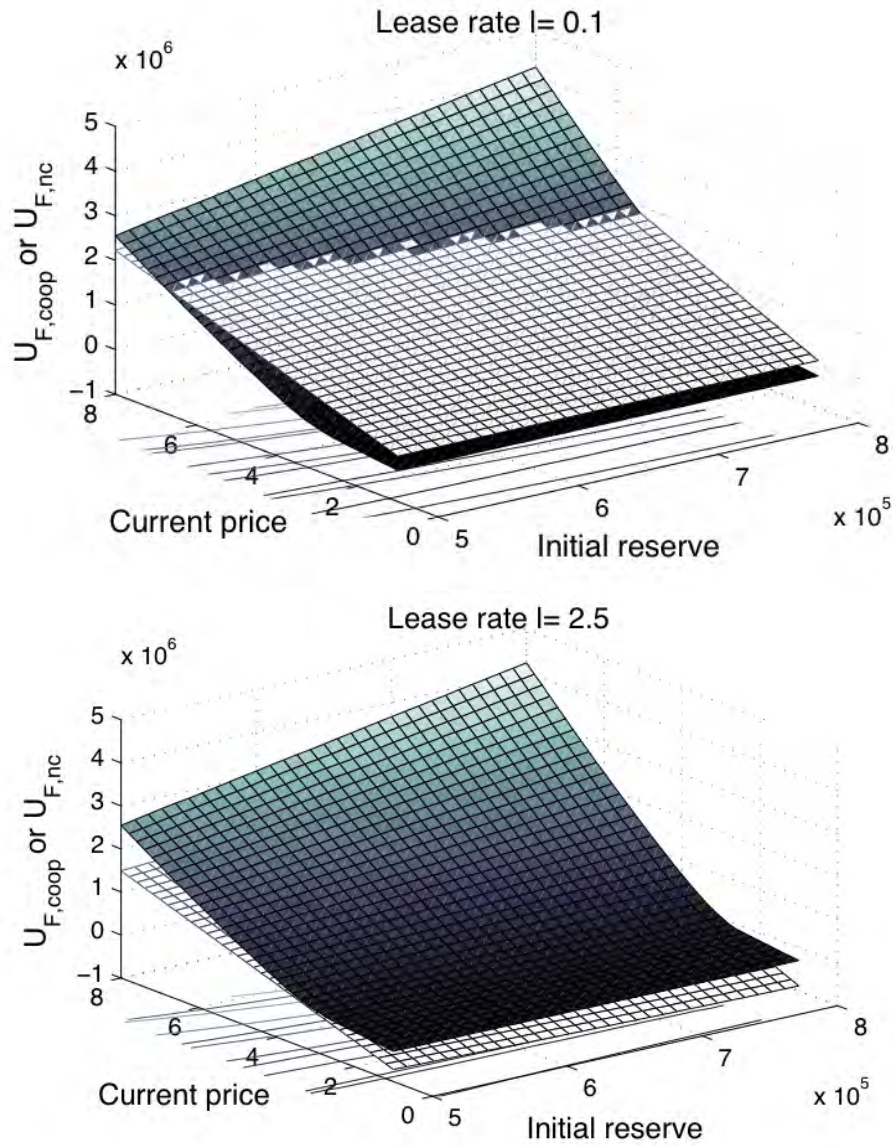 Lease rate l= 0.1
x 10^6
5
4
3
2
1
0
−1
U_F,coop or U_F,nc
8
6
4
2
0
Current price
5
6
7
8
x 10^5
Initial reserve
Lease rate l= 2.5
x 10^6
5
4
3
2
1
0
−1
U_F,coop or U_F,nc
8
6
4
2
0
Current price
5
6
7
8
x 10^5
Initial reserve